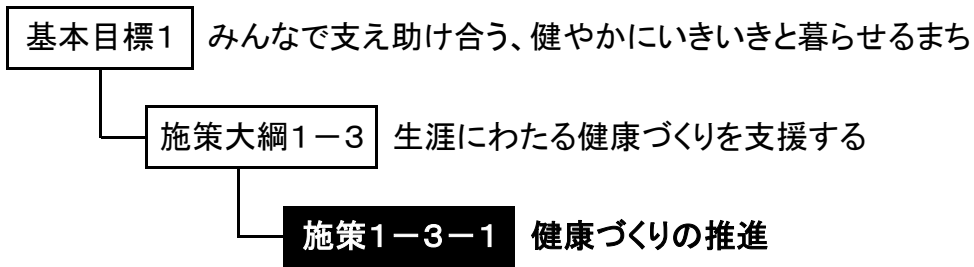 基本目標1 みんなで支え助け合う、健やかにいきいきと暮らせるまち
施策大綱1－3 生涯にわたる健康づくりを支援する
施策1－3－1 健康づくりの推進